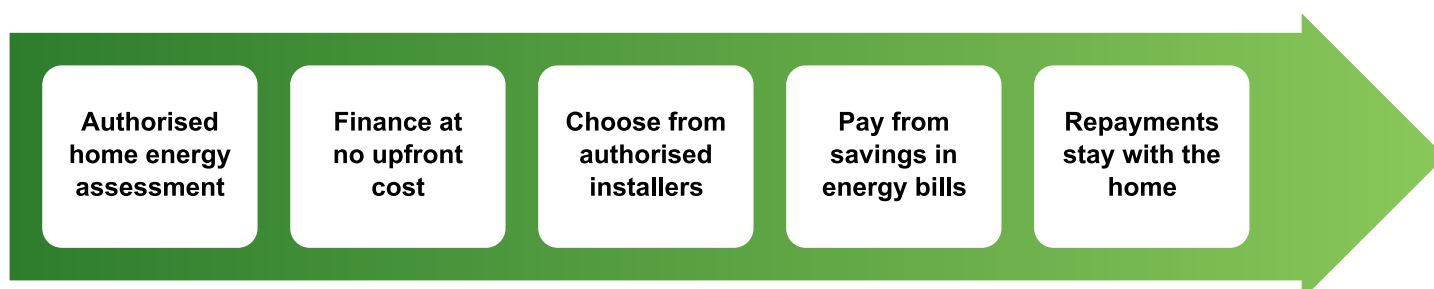 Authorised
home energy
assessment
Finance at
no upfront
cost
Choose from
authorised
installers
Pay from
savings in
energy bills
Repayments
stay with the
home